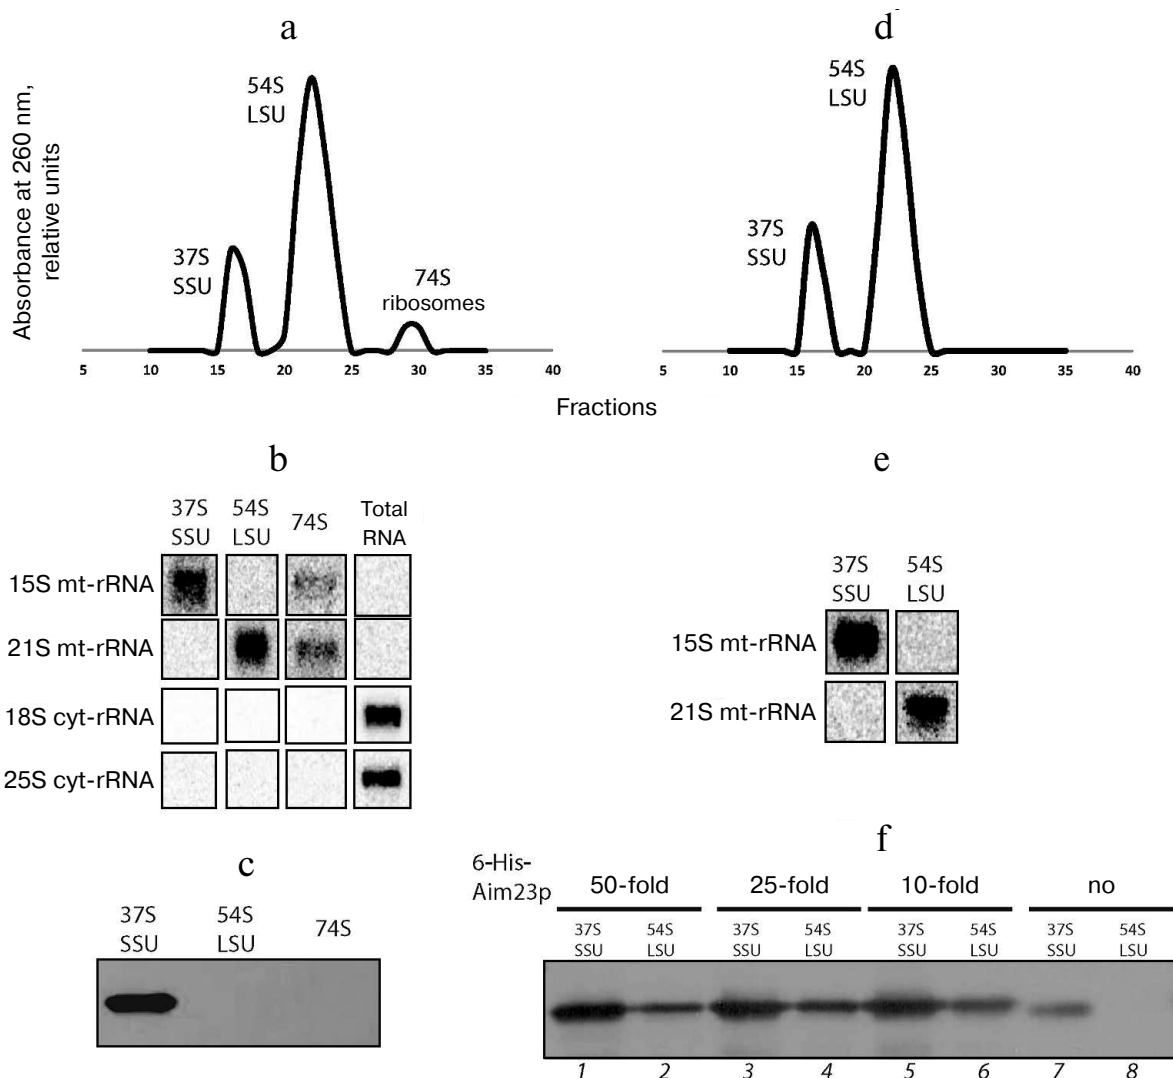 a
d
Absorbance at 260 nm,
relative units
54S
LSU
37S
SSU
74S
ribosomes
54S
LSU
37S
SSU
5 10 15 20 25 30 35 40
5 10 15 20 25 30 35 40
Fractions
b
37S
SSU
54S
LSU
74S
Total
RNA
15S mt-rRNA
21S mt-rRNA
18S cyt-rRNA
25S cyt-rRNA
e
37S
SSU
54S
LSU
15S mt-rRNA
21S mt-rRNA
c
37S
SSU
54S
LSU
74S
f
6-His-
Aim23p
50-fold 25-fold 10-fold no
37S 54S 37S 54S 37S 54S 37S 54S
SSU LSU SSU LSU SSU LSU SSU LSU
1 2 3 4 5 6 7 8